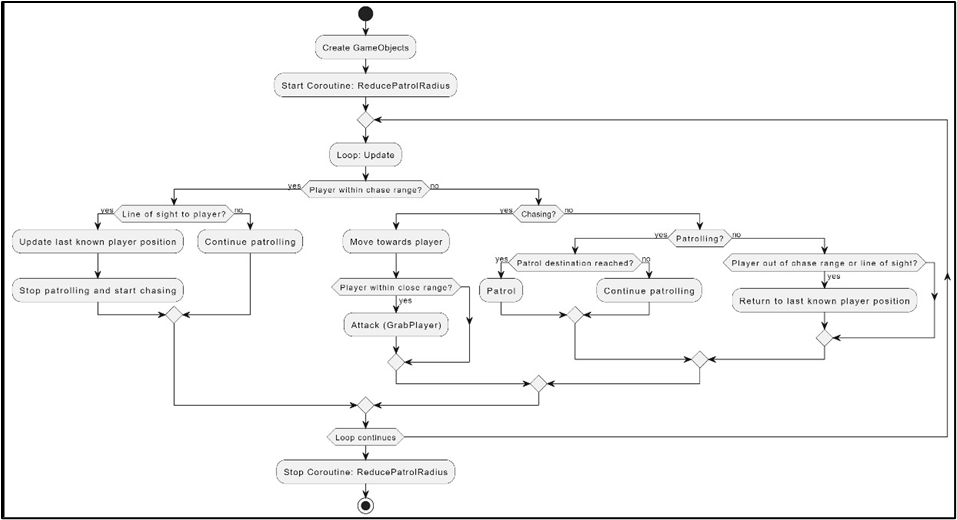 Create GameObjects
Start Coroutine: ReducePatrolRadius
Loop: Update
yes
Player within chase range?
no
yes
Line of sight to player?
no
Update last known player position
Continue patrolling
Stop patrolling and start chasing
yes
Chasing?
no
Move towards player
Player within close range?
yes
Attack (GrabPlayer)
yes
Patrolling?
no
yes
Patrol destination reached?
no
Patrol
Continue patrolling
Player out of chase range or line of sight?
yes
Return to last known player position
Loop continues
Stop Coroutine: ReducePatrolRadius